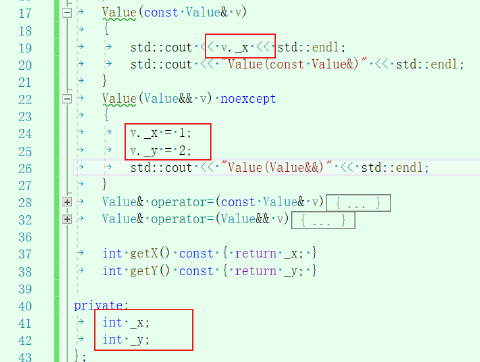 17 Value(const Value& v)
18 {
19 std::cout << v._x << std::endl;
20 std::cout << "Value(const Value&)" << std::endl;
21 }
22 Value(Value&& v) noexcept
23 {
24 v._x = 1;
25 v._y = 2;
26 std::cout << "Value(Value&&)" << std::endl;
27 }
28 Value& operator=(const Value& v) { ... }
32 Value& operator=(Value&& v) { ... }
36
37 int getX() const { return _x; }
38 int getY() const { return _y; }
39
40 private:
41 int _x;
42 int _y;
43 };